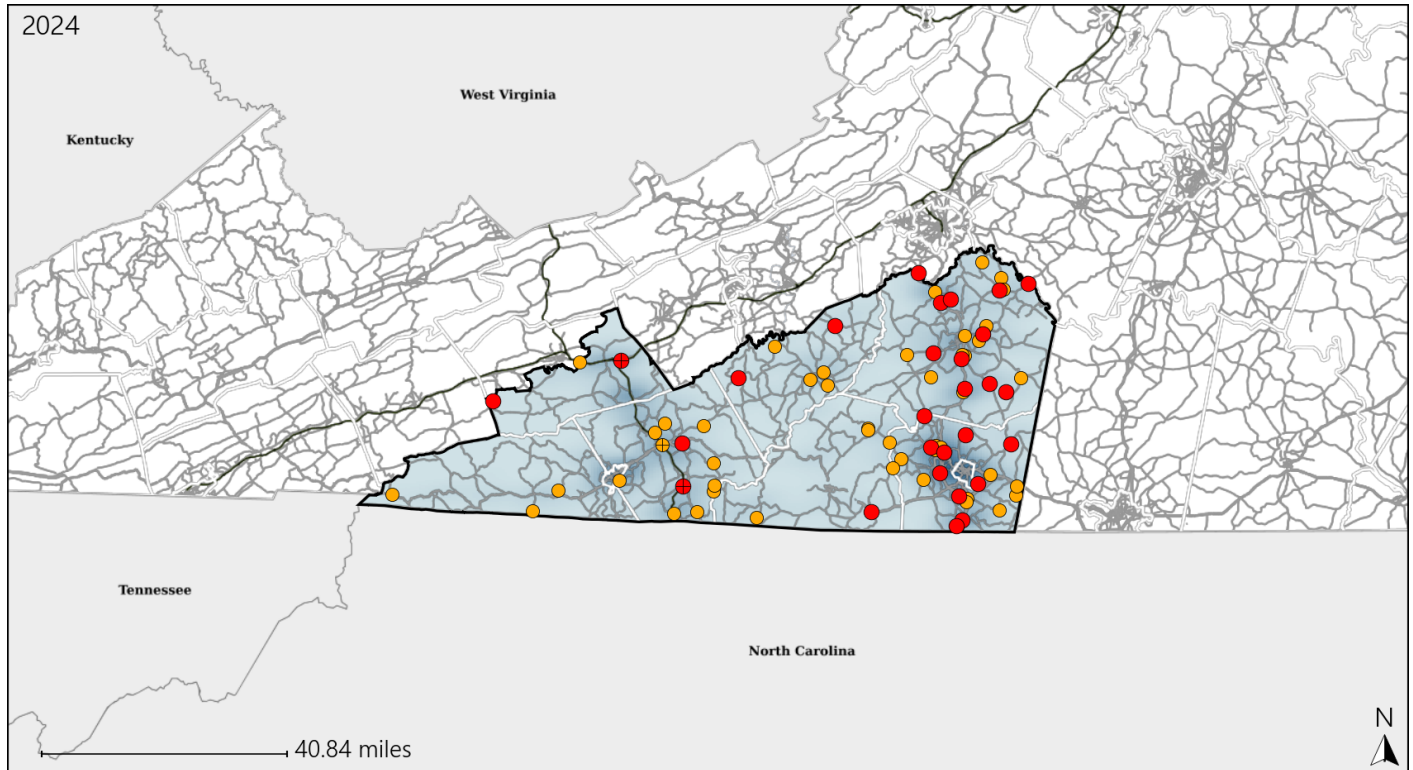 2024
West Virginia
Kentucky
Tennessee
North Carolina
N
40.84 miles